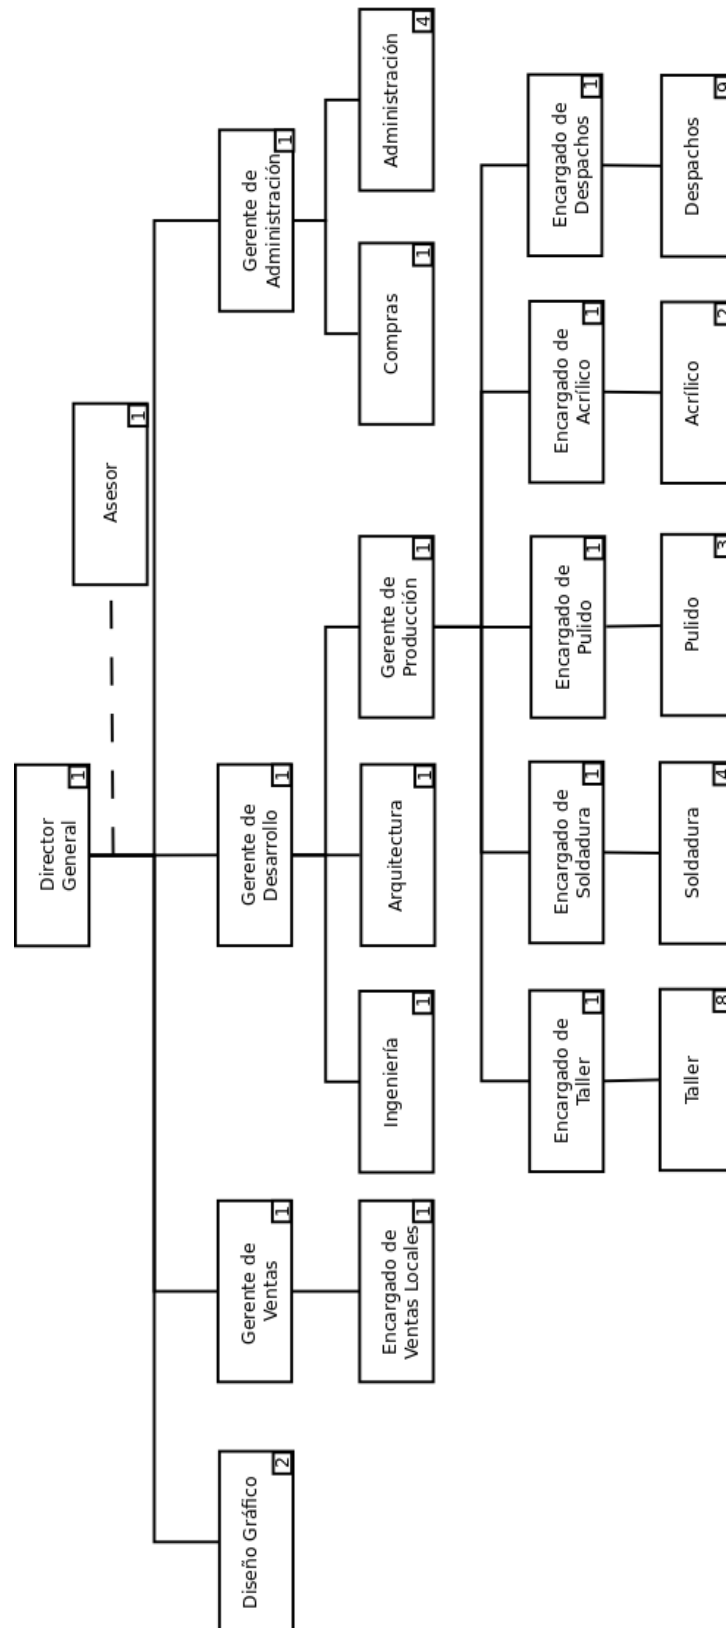 Director
General
1
Asesor
1
Diseño Gráfico
2
Gerente de
Ventas
1
Gerente de
Desarrollo
1
Gerente de
Administración
1
Encargado de
Ventas Locales
1
Ingeniería
1
Arquitectura
1
Gerente de
Producción
1
Compras
1
Administración
4
Encargado de
Taller
1
Encargado de
Soldadura
1
Encargado de
Pulido
1
Encargado de
Acrílico
1
Encargado de
Despachos
1
Taller
8
Soldadura
4
Pulido
3
Acrílico
2
Despachos